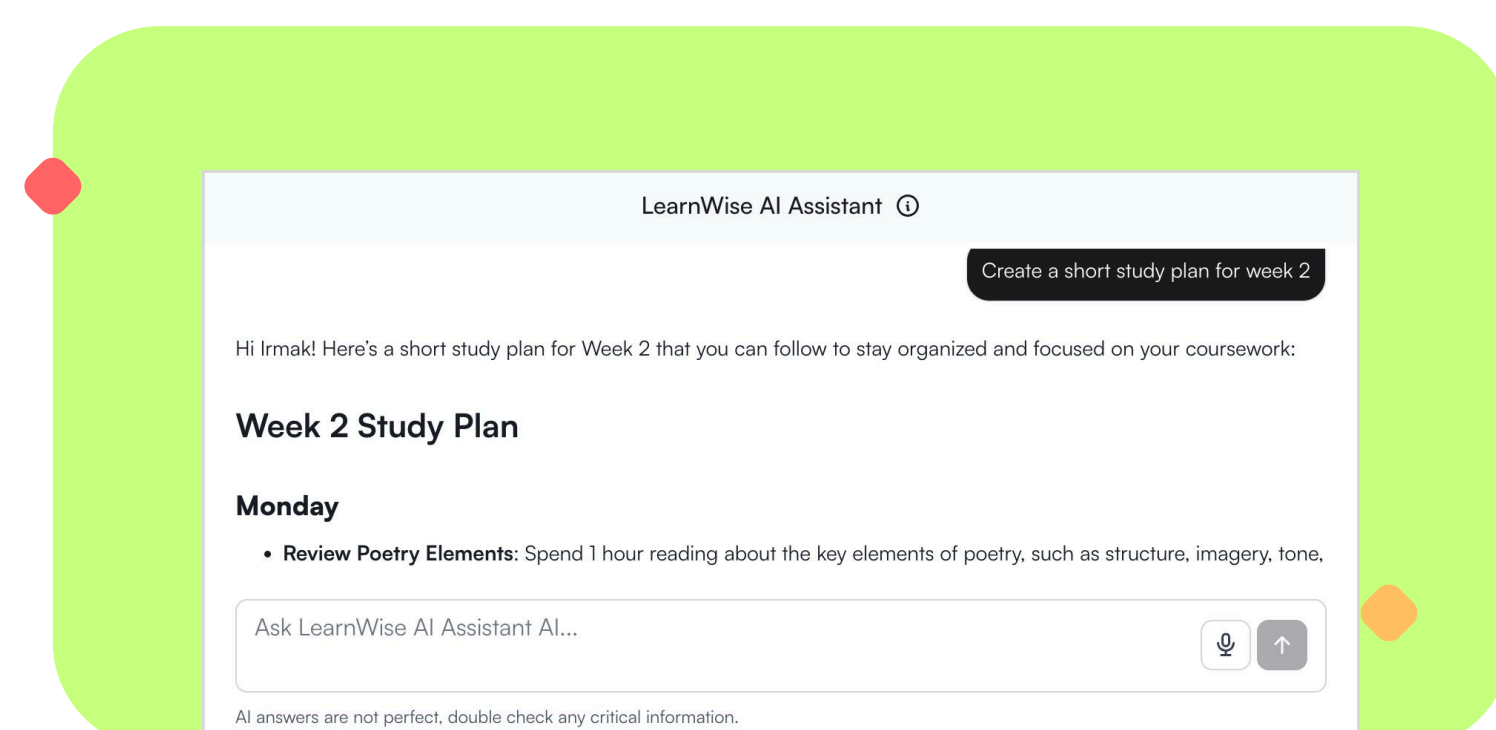 LearnWise AI Assistant
Create a short study plan for week 2
Hi Irmak! Here’s a short study plan for Week 2 that you can follow to stay organized and focused on your coursework:
Week 2 Study Plan
Monday
• Review Poetry Elements: Spend 1 hour reading about the key elements of poetry, such as structure, imagery, tone,
Ask LearnWise AI Assistant AI...
AI answers are not perfect, double check any critical information.